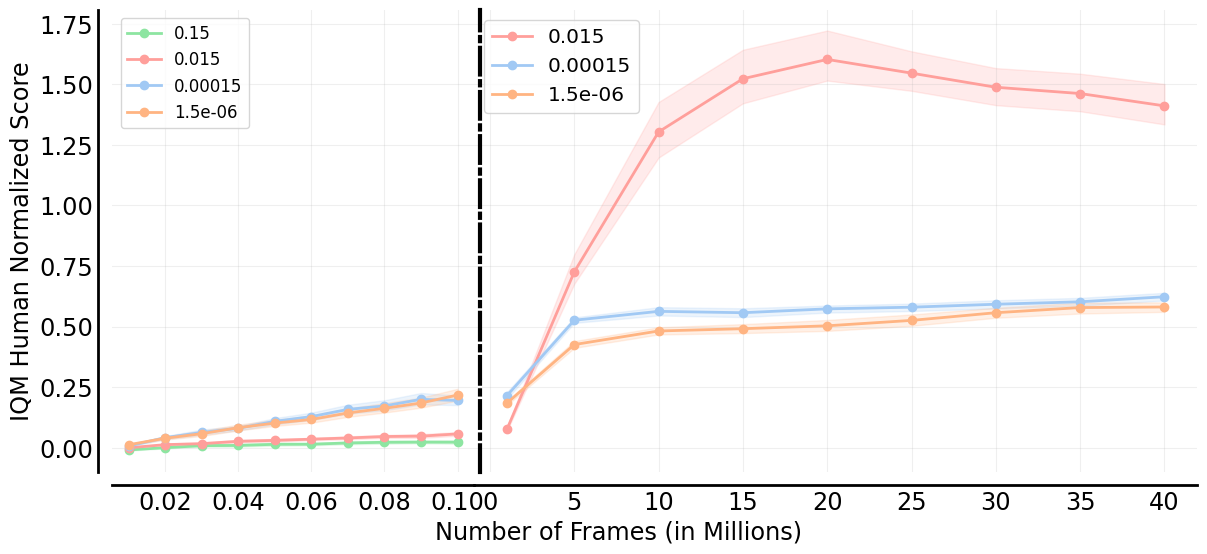 IQM Human Normalized Score
1.75
1.50
1.25
1.00
0.75
0.50
0.25
0.00
0.15
0.015
0.00015
1.5e-06
0.015
0.00015
1.5e-06
0.02 0.04 0.06 0.08 0.10 0 5 10 15 20 25 30 35 40
Number of Frames (in Millions)